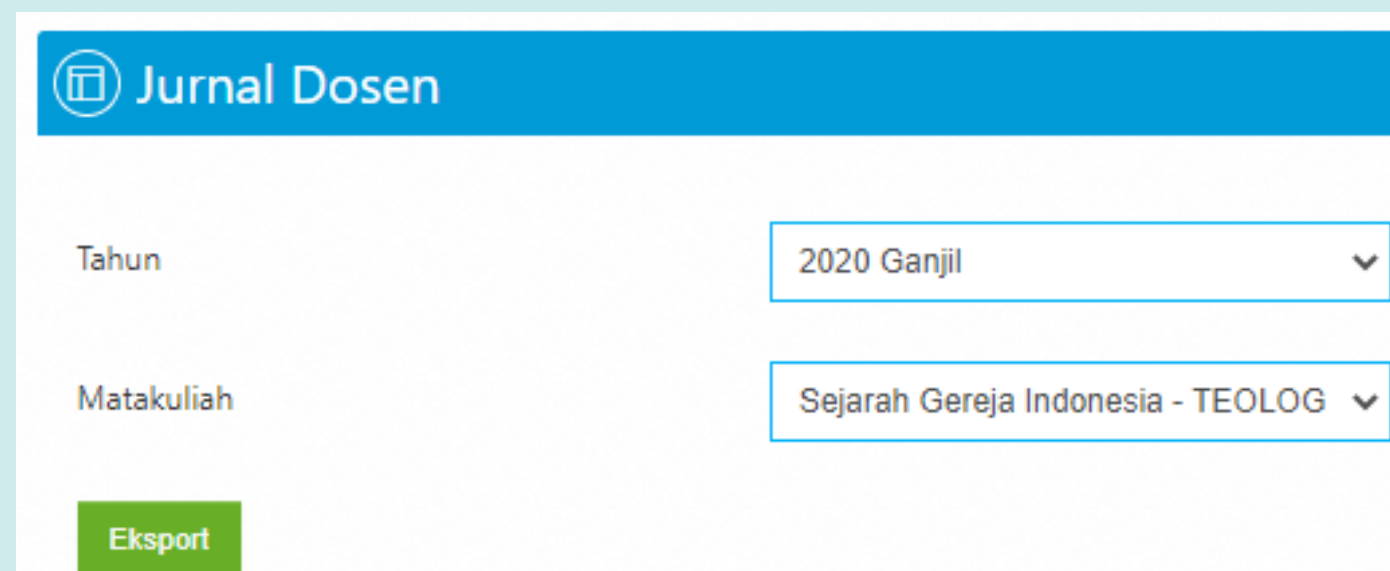 Jurnal Dosen
Tahun
2020 Ganjil
Matakuliah
Sejarah Gereja Indonesia - TEOLOG
Eksport